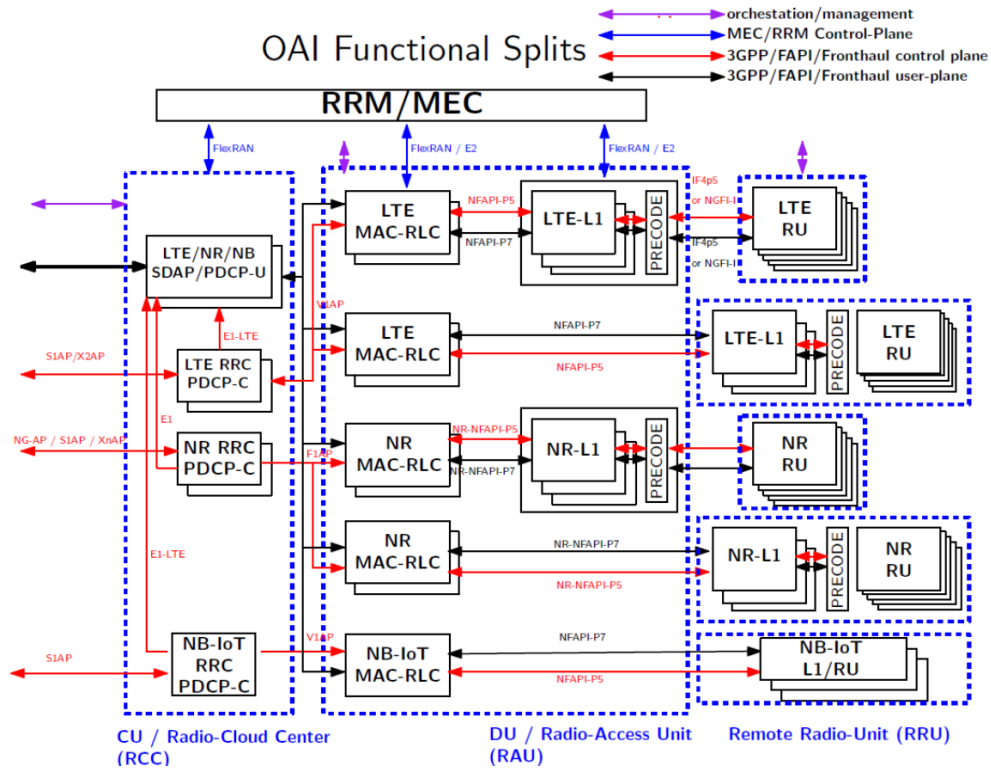 orchestation/management
MEC/RRM Control-Plane
3GPP/FAPI/Fronthaul control plane
3GPP/FAPI/Fronthaul user-plane
OAI Functional Splits
RRM/MEC
FlexRAN
FlexRAN / E2
FlexRAN / E2
LTE/NR/NB
SDAP/PDCP-U
E1-LTE
S1AP/X2AP
LTE RRC
PDCP-C
E1
NG-AP / S1AP / XnAP
NR RRC
PDCP-C
E1-LTE
S1AP
NB-IoT
RRC
PDCP-C
V1AP
F1AP
V1AP
LTE
MAC-RLC
NFAPI-P5
NFAPI-P7
LTE-L1
PRECODE
IF4p5
or NGFI-I
IF4p5
or NGFI-I
LTE
RU
LTE
MAC-RLC
NFAPI-P7
NFAPI-P5
LTE-L1
PRECODE
LTE
RU
NR
MAC-RLC
NR-NFAPI-P5
NR-NFAPI-P7
NR-L1
PRECODE
NR
RU
NR
MAC-RLC
NR-NFAPI-P7
NR-NFAPI-P5
NR-L1
PRECODE
NR
RU
NB-IoT
MAC-RLC
NFAPI-P7
NFAPI-P5
NB-IoT
L1/RU
CU / Radio-Cloud Center
(RCC)
DU / Radio-Access Unit
(RAU)
Remote Radio-Unit (RRU)